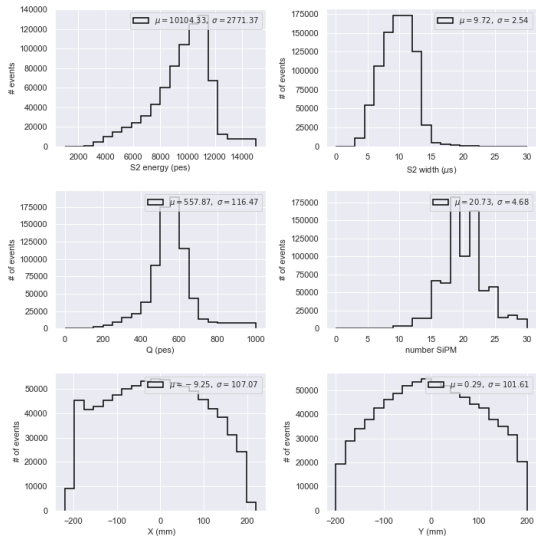 140000
120000
100000
80000
60000
40000
20000
0
# events
μ = 10104.33, σ = 2771.37
2000 4000 6000 8000 10000 12000 14000
S2 energy (pes)
175000
150000
125000
100000
75000
50000
25000
0
# of events
μ = 9.72, σ = 2.54
0 5 10 15 20 25 30
S2 width (μs)
175000
150000
125000
100000
75000
50000
25000
0
# of events
μ = 557.87, σ = 116.47
0 200 400 600 800 1000
Q (pes)
175000
150000
125000
100000
75000
50000
25000
0
# of events
μ = 20.73, σ = 4.68
0 5 10 15 20 25 30
number SiPM
50000
40000
30000
20000
10000
0
# of events
μ = − 9.25, σ = 107.07
−200 −100 0 100 200
X (mm)
50000
40000
30000
20000
10000
0
# of events
μ = 0.29, σ = 101.61
−200 −100 0 100 200
Y (mm)